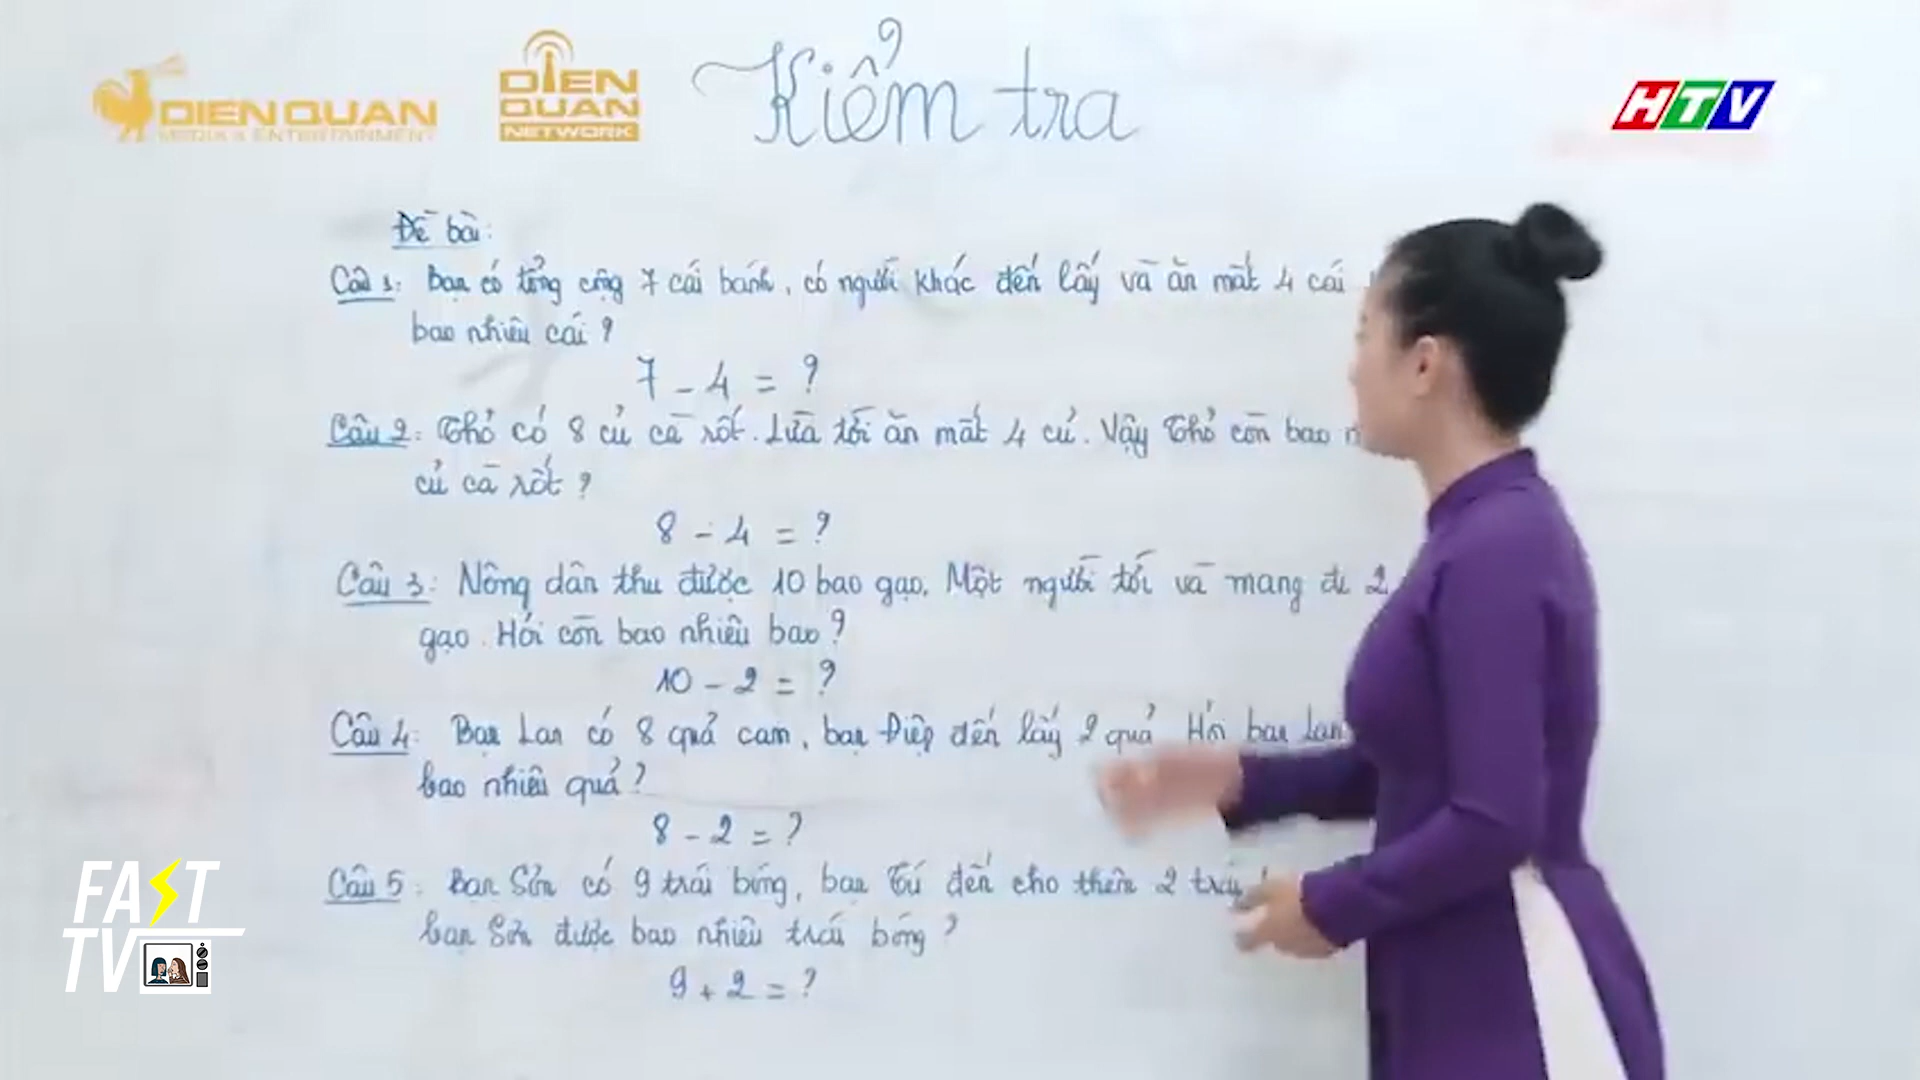 DIEN QUAN
MEDIA & ENTERTAINMENT
DIEN
QUAN
NETWORK
Kiểm tra
HTV
Đề bài:
Câu 1: Bạn có tổng cộng 7 cái bánh, có người khác đến lấy và ăn mất 4 cái
bao nhiêu cái?
7 - 4 = ?
Câu 2: Thỏ có 8 củ cà rốt. Lừa tới ăn mất 4 củ. Vậy Thỏ còn bao
củ cà rốt?
8 - 4 = ?
Câu 3: Nông dân thu được 10 bao gạo. Một người tới và mang đi 2
gạo. Hỏi còn bao nhiêu bao?
10 - 2 = ?
Câu 4: Bạn Lan có 8 quả cam, bạn Điệp đến lấy 2 quả Hỏi bạn Lan
bao nhiêu quả?
8 - 2 = ?
Câu 5: Bạn Sơn có 9 trái bóng, bạn Tú đến cho thêm 2 trái
bạn Sơn được bao nhiêu trái bóng?
9 + 2 = ?
FAST
TV